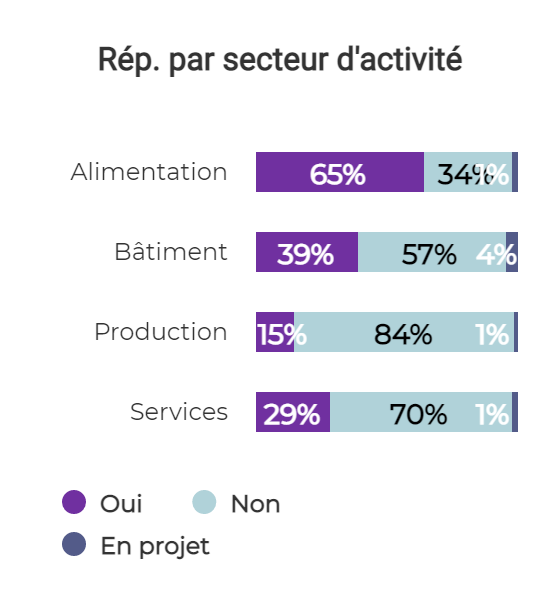 Rép. par secteur d'activité
Alimentation 65% 34% 1%
Bâtiment 39% 57% 4%
Production 15% 84% 1%
Services 29% 70% 1%
Oui Non
En projet